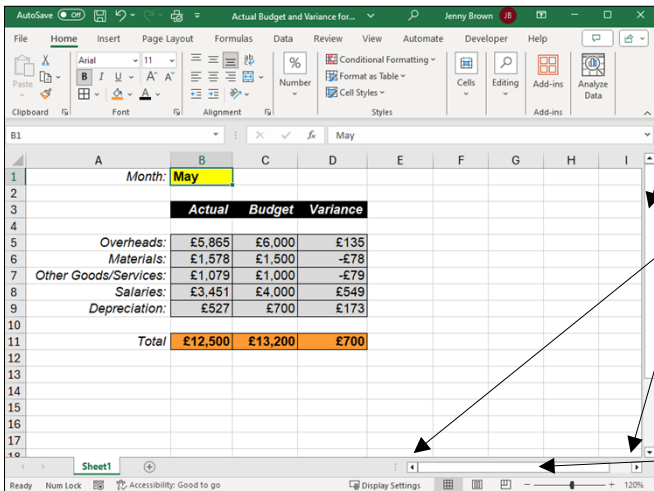 AutoSave Off Actual Budget and Variance for... Jenny Brown JB
File Home Insert Page Layout Formulas Data Review View Automate Developer Help
Arial 11
Paste B I U A A Number Conditional Formatting Format as Table Cell Styles Cells Editing Add-ins Analyze Data
Clipboard Font Alignment Styles Add-ins
B1 fx May
A B C D E F G H I
1 Month: May
2
3 Actual Budget Variance
4
5 Overheads: £5,865 £6,000 £135
6 Materials: £1,578 £1,500 -£78
7 Other Goods/Services: £1,079 £1,000 -£79
8 Salaries: £3,451 £4,000 £549
9 Depreciation: £527 £700 £173
10
11 Total £12,500 £13,200 £700
12
13
14
15
16
17
18
Sheet1
Ready Num Lock Accessibility: Good to go Display Settings 120%